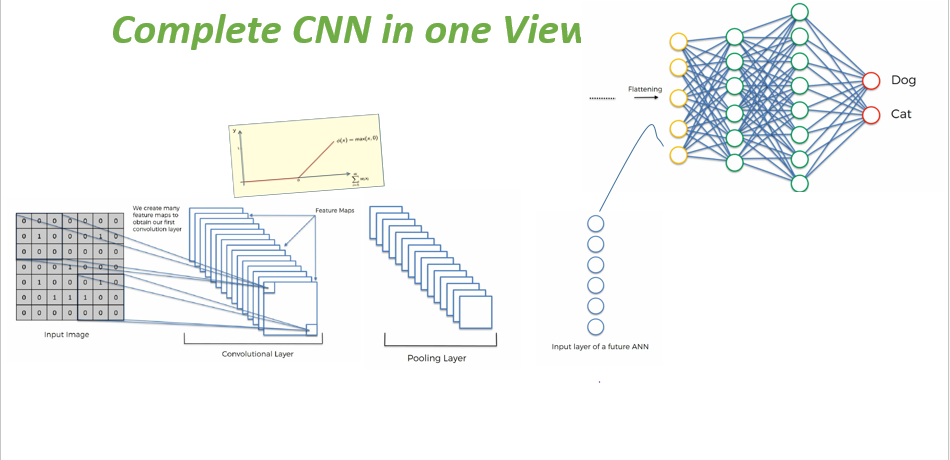 Complete CNN in one View
Flattening
Dog
Cat
y
φ(x) = max(x, 0)
0
We create many
feature maps to
obtain our first
convolution layer
Feature Maps
0 0 0 0 0 0 0
0 1 0 0 0 1 0
0 0 0 0 0 0 0
0 0 0 1 0 0 0
0 1 0 0 0 1 0
0 0 1 1 1 0 0
0 0 0 0 0 0 0
Input Image
Convolutional Layer
Pooling Layer
Input layer of a future ANN